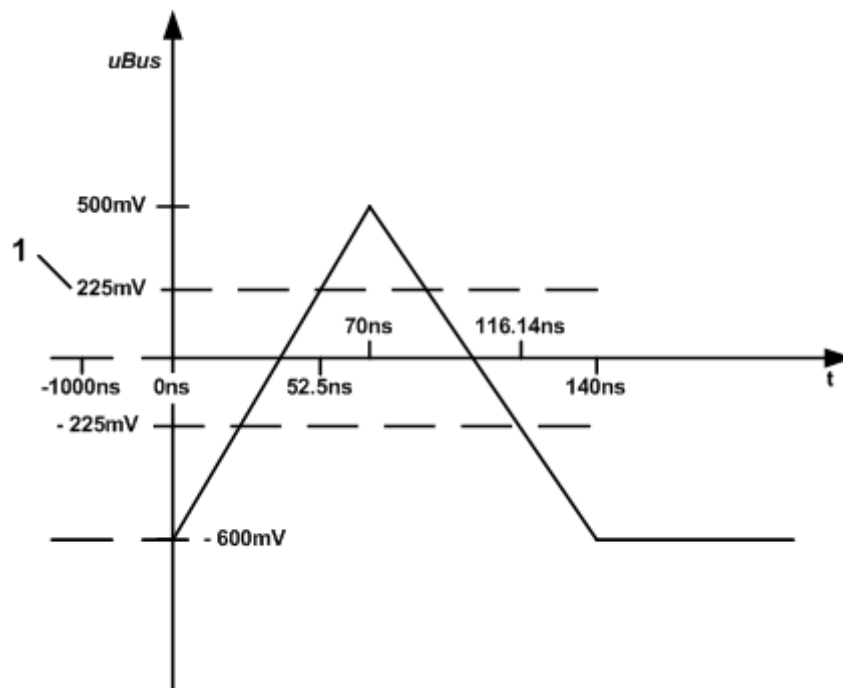 uBus
500mV
1
225mV
70ns
116.14ns
-1000ns
0ns
52.5ns
140ns
t
- 225mV
- 600mV